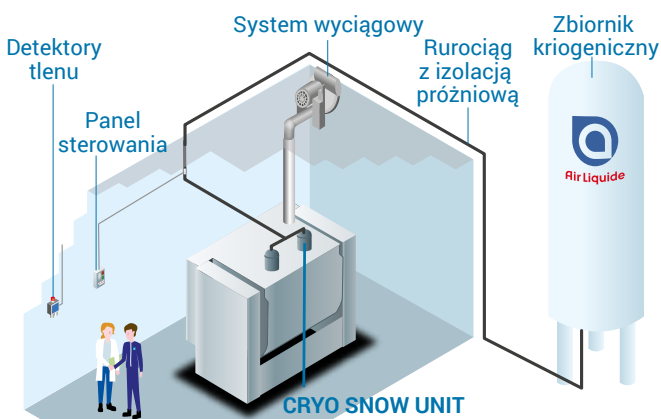 System wyciągowy
Zbiornik
kriogeniczny
Detektory
tlenu
Rurociąg
z izolacją
próżniową
Panel
sterowania
Air Liquide
CRYO SNOW UNIT